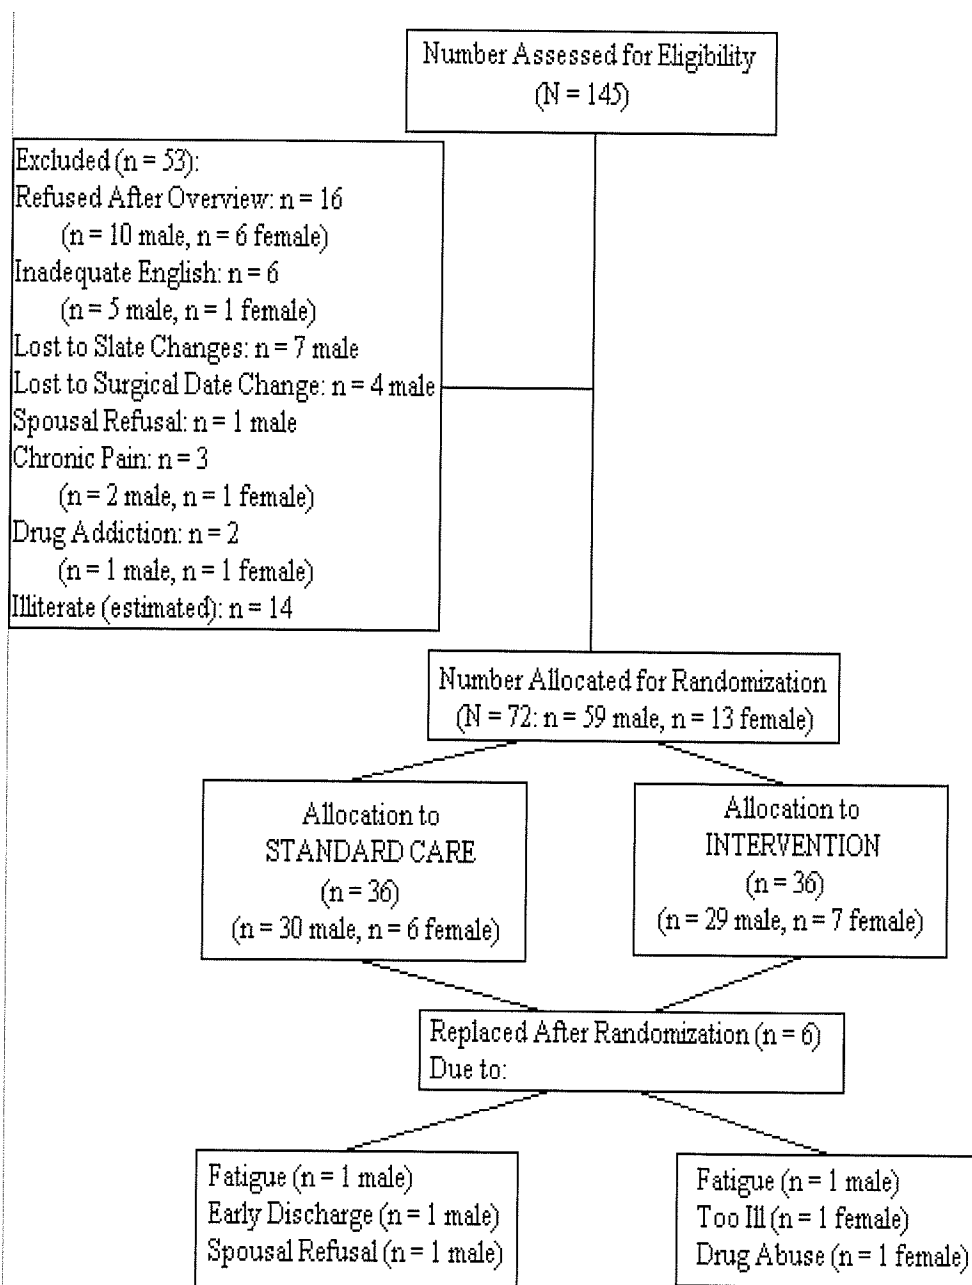 Number Assessed for Eligibility
(N = 145)
Excluded (n = 53):
Refused After Overview: n = 16
(n = 10 male, n = 6 female)
Inadequate English: n = 6
(n = 5 male, n = 1 female)
Lost to Slate Changes: n = 7 male
Lost to Surgical Date Change: n = 4 male
Spousal Refusal: n = 1 male
Chronic Pain: n = 3
(n = 2 male, n = 1 female)
Drug Addiction: n = 2
(n = 1 male, n = 1 female)
Illiterate (estimated): n = 14
Number Allocated for Randomization
(N = 72: n = 59 male, n = 13 female)
Allocation to
STANDARD CARE
(n = 36)
(n = 30 male, n = 6 female)
Allocation to
INTERVENTION
(n = 36)
(n = 29 male, n = 7 female)
Replaced After Randomization (n = 6)
Due to:
Fatigue (n = 1 male)
Early Discharge (n = 1 male)
Spousal Refusal (n = 1 male)
Fatigue (n = 1 male)
Too Ill (n = 1 female)
Drug Abuse (n = 1 female)